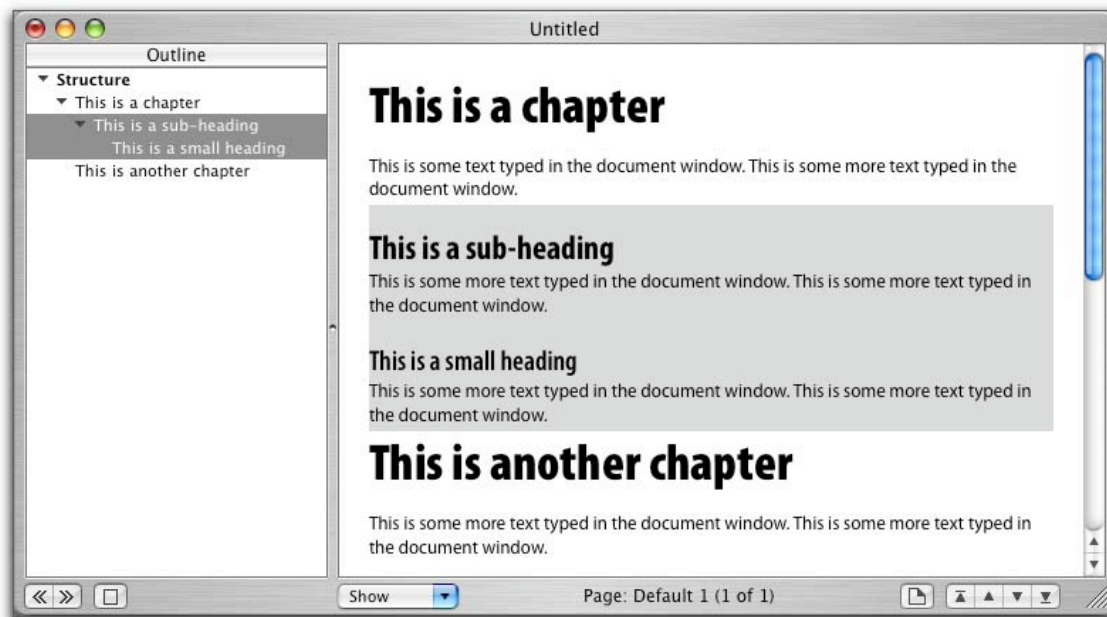 Untitled
Outline
Structure
This is a chapter
This is a sub-heading
This is a small heading
This is another chapter
This is a chapter
This is some text typed in the document window. This is some more text typed in the
document window.
This is a sub-heading
This is some more text typed in the document window. This is some more text typed in
the document window.
This is a small heading
This is some more text typed in the document window. This is some more text typed in
the document window.
This is another chapter
This is some more text typed in the document window. This is some more text typed in
the document window.
Show
Page: Default 1 (1 of 1)